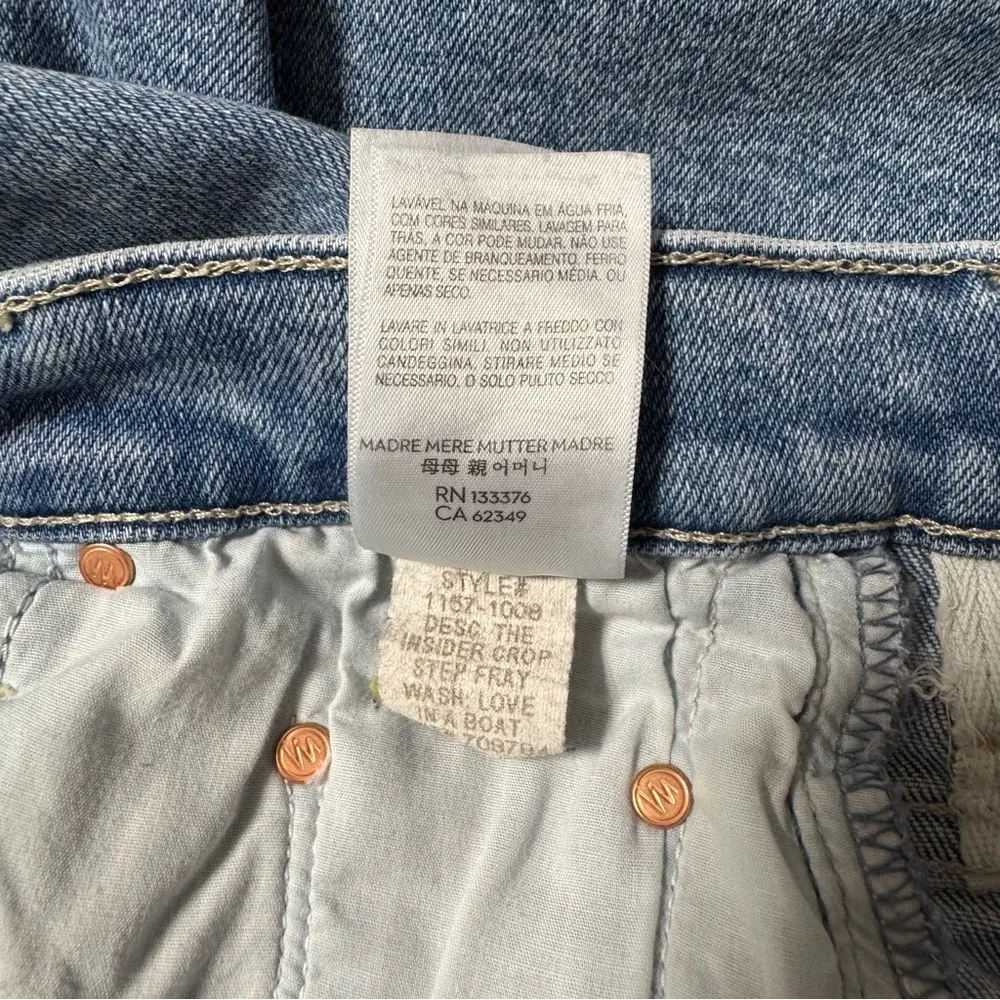 LAVÁVEL NA MAQUINA EM ÁGUA FRIA,
COM CORES SIMILARES. LAVAGEM PARA
TRÁS, A COR PODE MUDAR. NÃO USE
AGENTE DE BRANQUEAMENTO. FERRO
QUENTE, SE NECESSARIO MÉDIA. OU
APENAS SECO.
LAVARE IN LAVATRICE A FREDDO CON
COLORI SIMILI. NON UTILIZZATO
CANDEGGINA. STIRARE MEDIO SE
NECESSARIO. O SOLO PULITO SECCO
MADRE MERE MUTTER MADRE
母母 親 어머니
RN 133376
CA 62349
STYLE#
1157-1008
DESC. THE
INSIDER CROP
STEP FRAY
WASH. LOVE
IN A BOAT